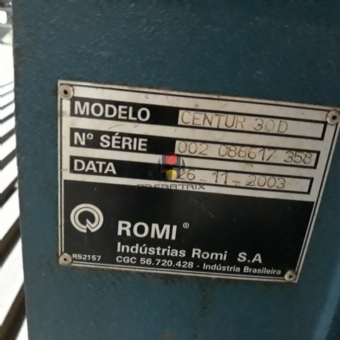 MODELO CENTUR 30D
Nº SÉRIE 002 086617 358
DATA 26-11-2003
ROMI®
Indústrias Romi S.A
R52157 CGC 56.720.428 - Indústria Brasileira